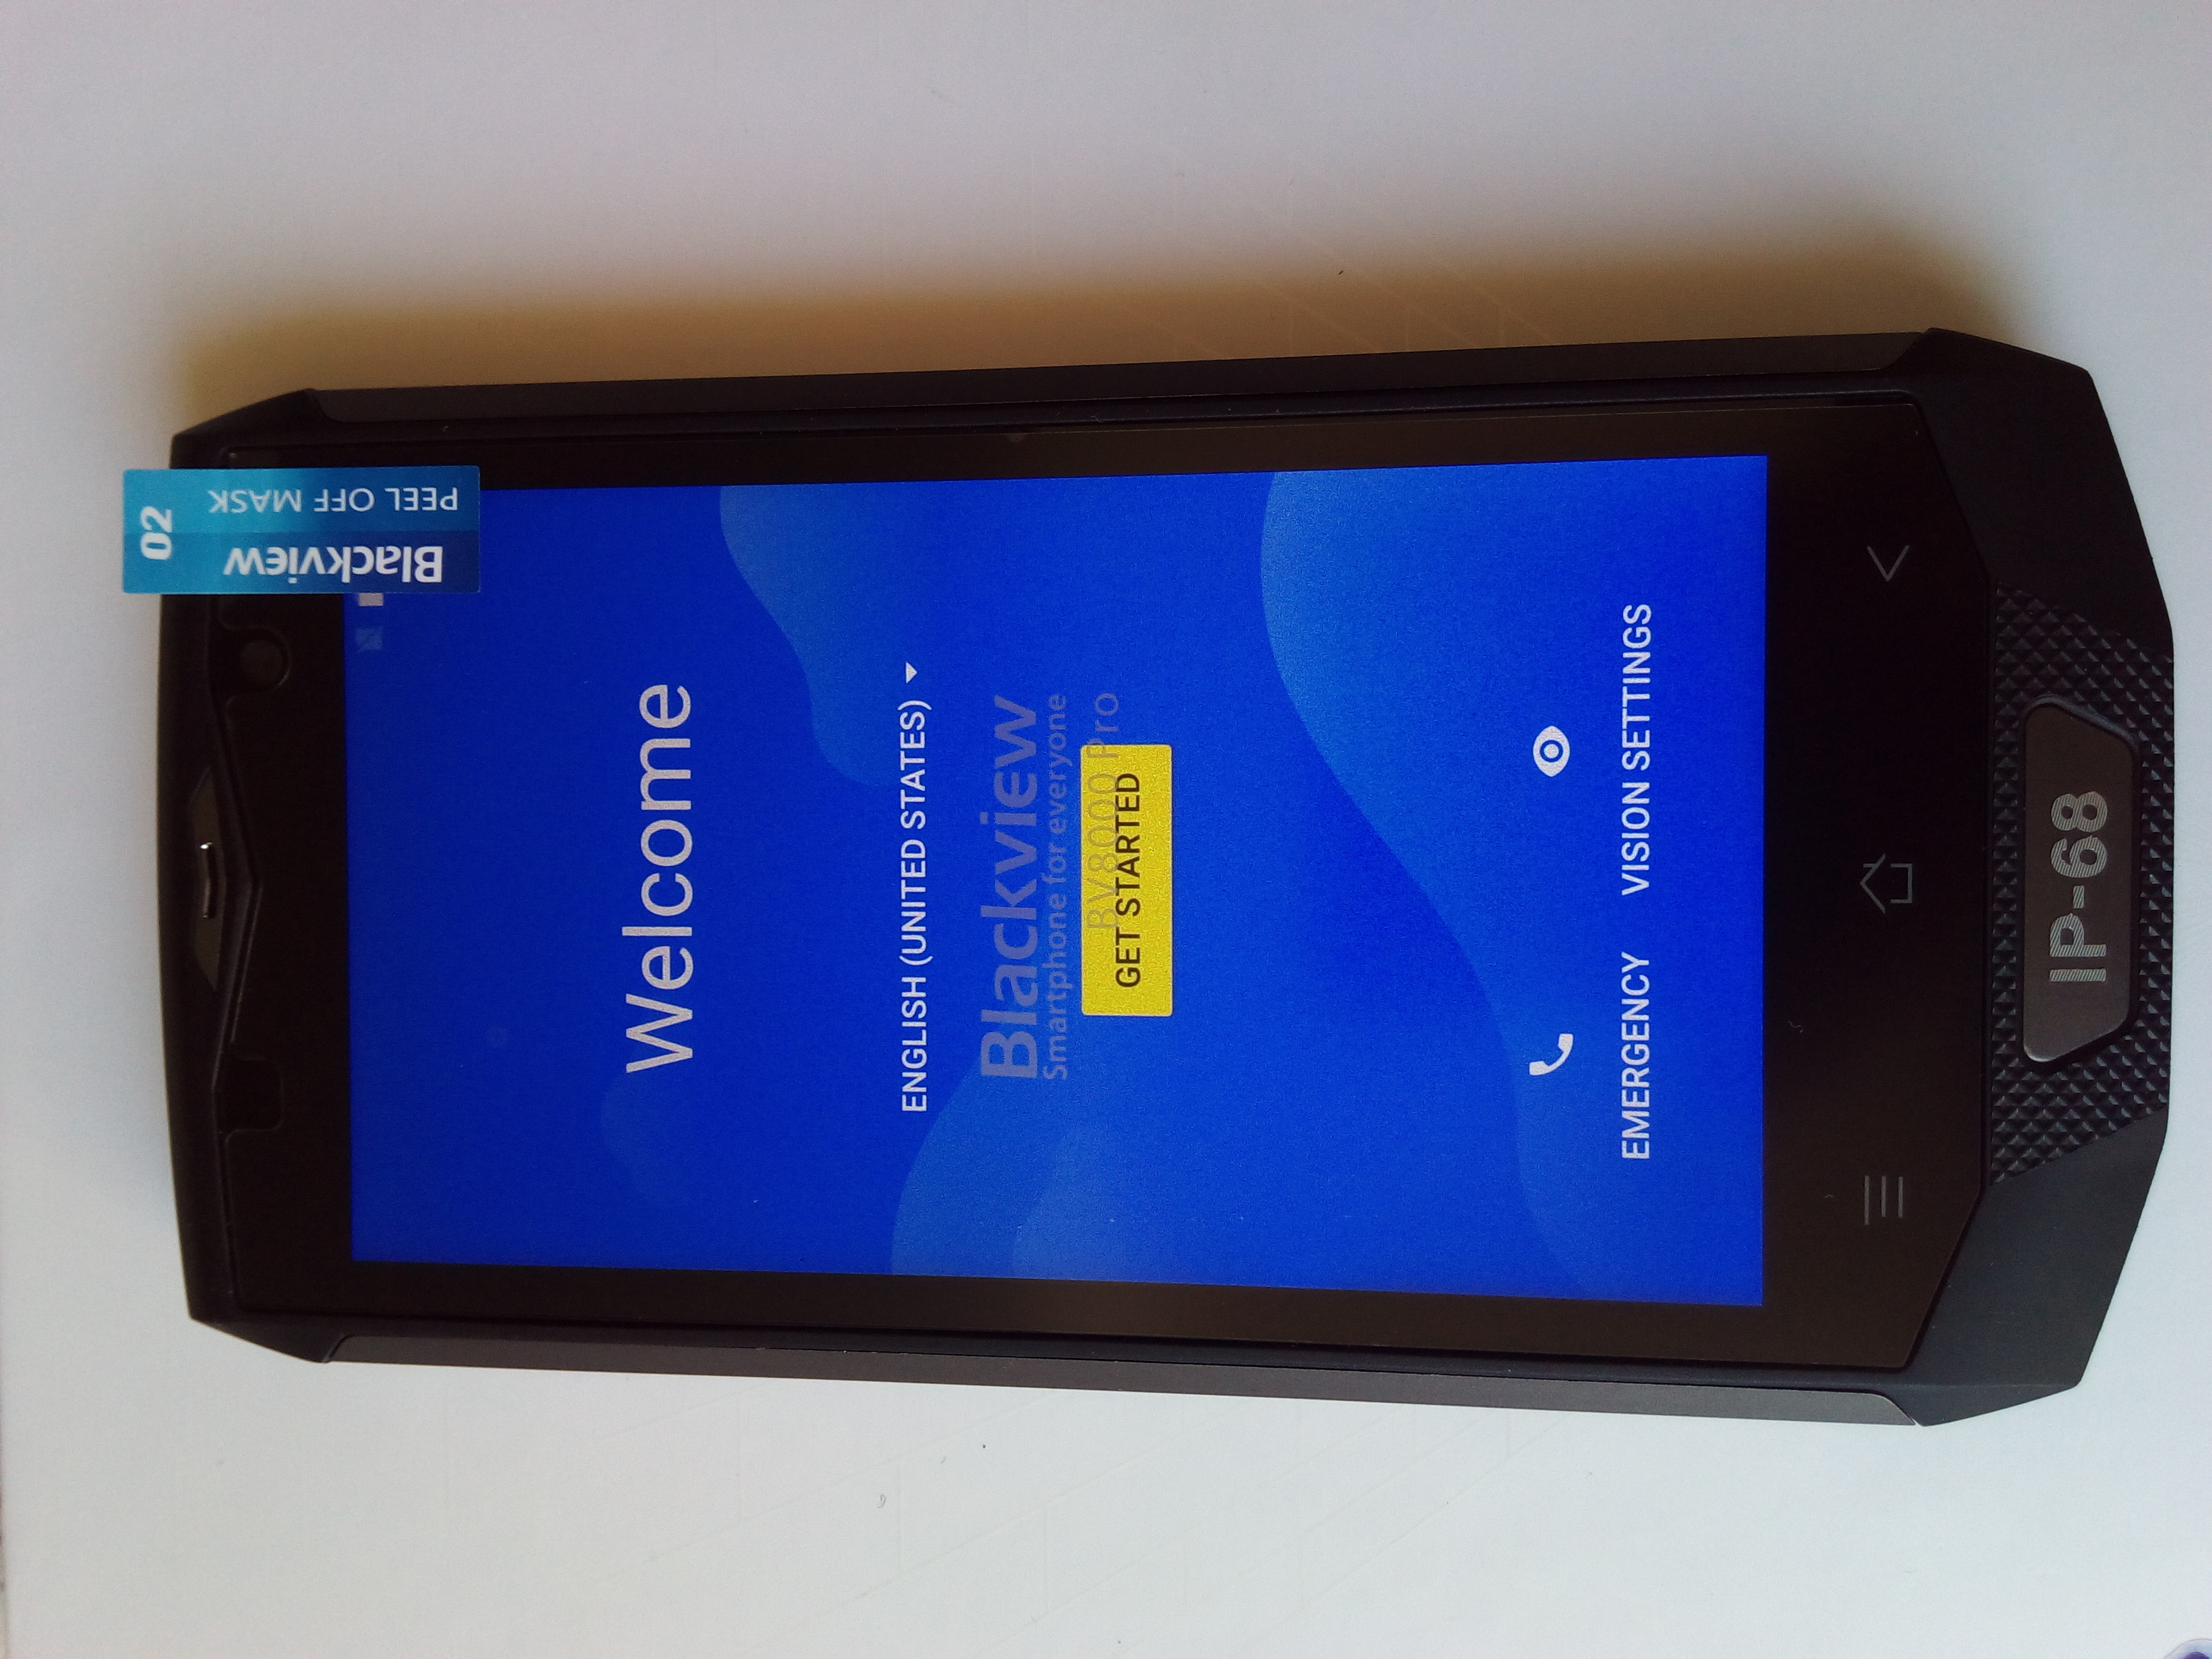 02
Blackview
PEEL OFF MASK
Welcome
ENGLISH (UNITED STATES)
Blackview
Smartphone for everyone
BV8000 Pro
GET STARTED
EMERGENCY
VISION SETTINGS
IP-68